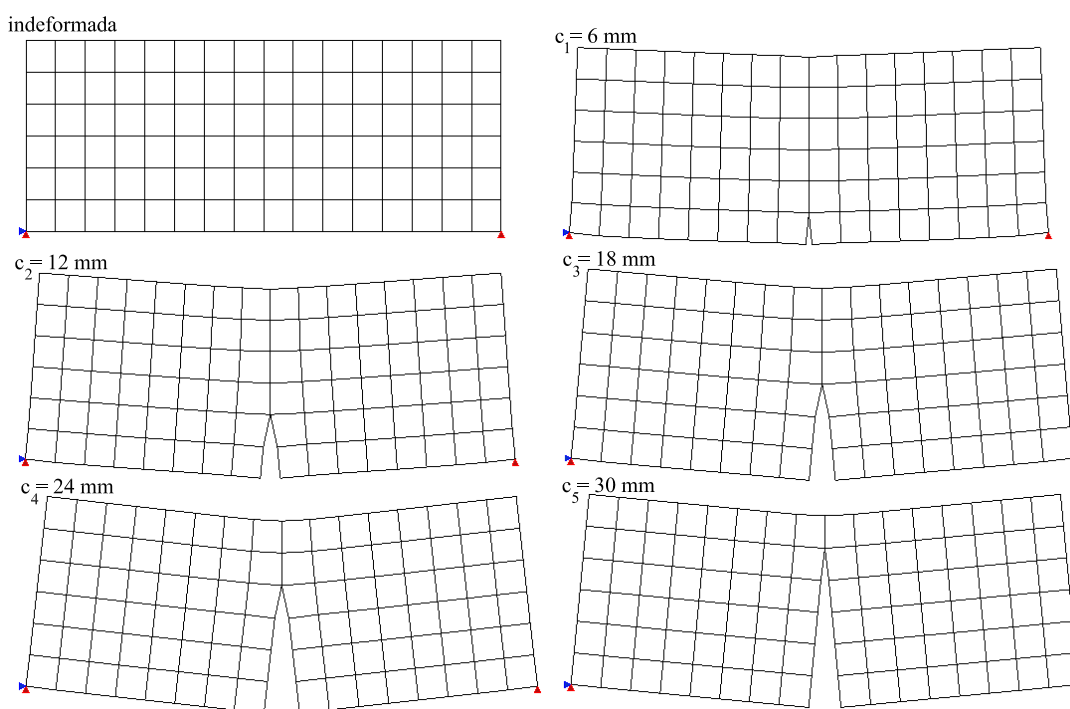 indeformada
c₁= 6 mm
c₂= 12 mm
c₃= 18 mm
c₄= 24 mm
c₅= 30 mm